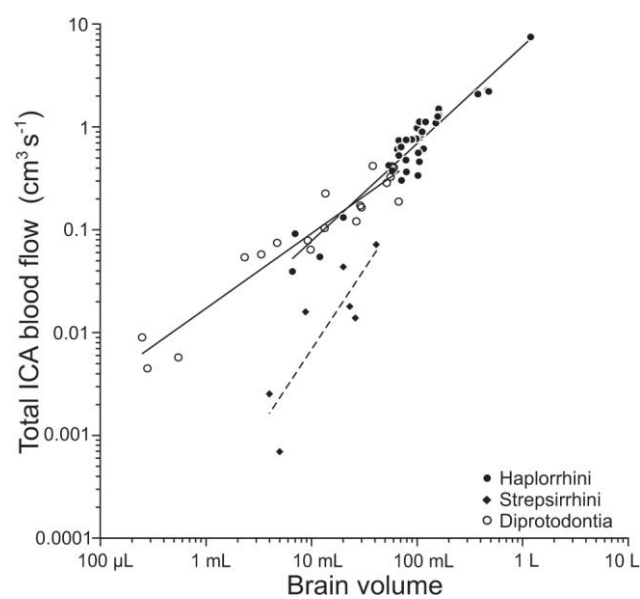 10
1
0.1
0.01
0.001
0.0001
Total ICA blood flow (cm³ s⁻¹)
Haplorrhini
Strepsirrhini
Diprotodontia
100 µL 1 mL 10 mL 100 mL 1 L 10 L
Brain volume